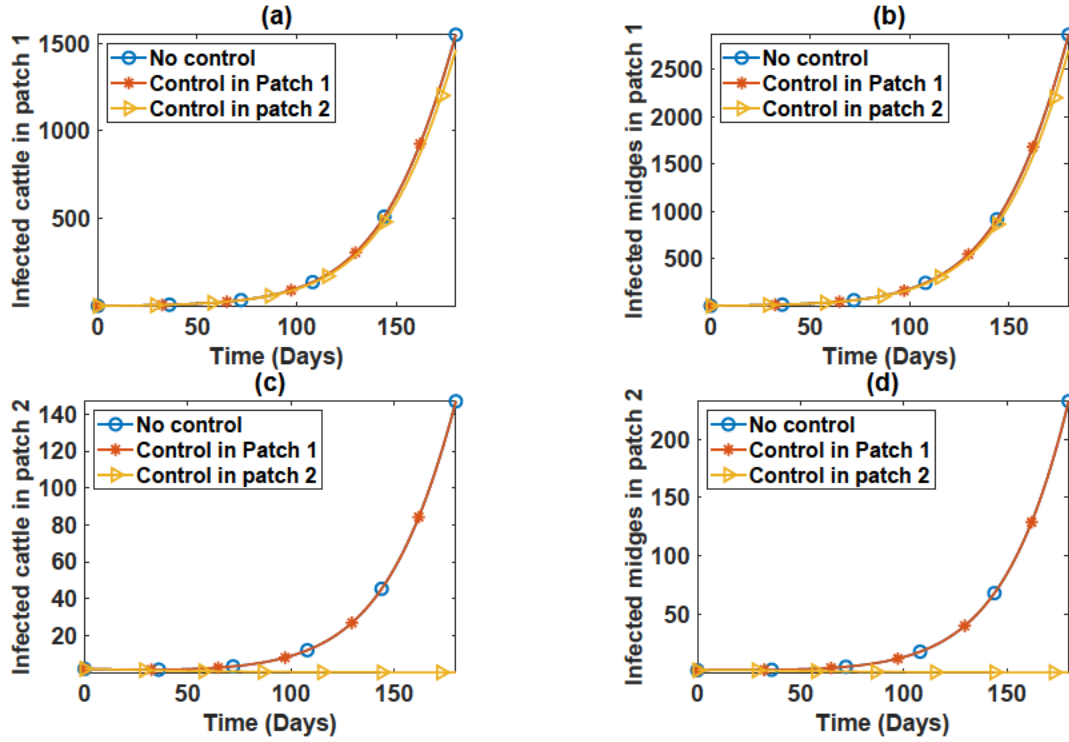 (a)
Infected cattle in patch 1
1500
1000
500
No control
Control in Patch 1
Control in patch 2
0
50
100
150
Time (Days)
(b)
Infected midges in patch 1
2500
2000
1500
1000
500
No control
Control in Patch 1
Control in patch 2
0
50
100
150
Time (Days)
(c)
Infected cattle in patch 2
140
120
100
80
60
40
20
No control
Control in Patch 1
Control in patch 2
0
50
100
150
Time (Days)
(d)
Infected midges in patch 2
200
150
100
50
No control
Control in Patch 1
Control in patch 2
0
50
100
150
Time (Days)